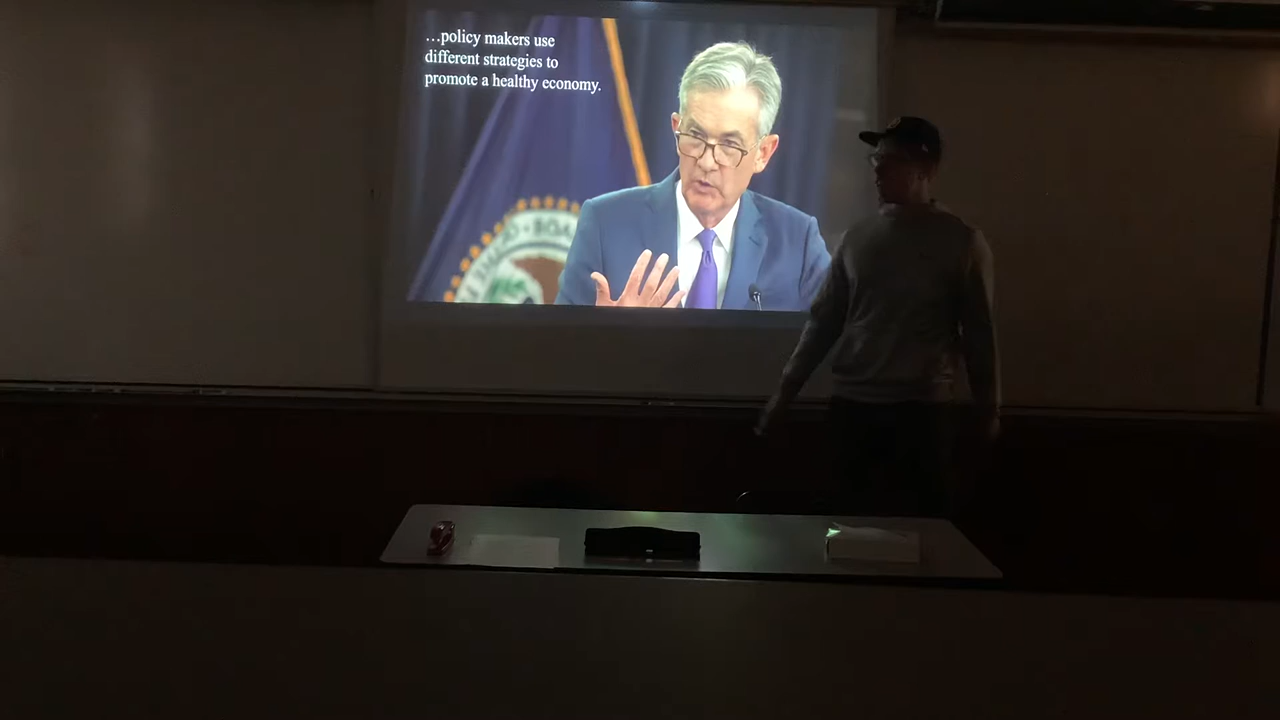 …policy makers use
different strategies to
promote a healthy economy.